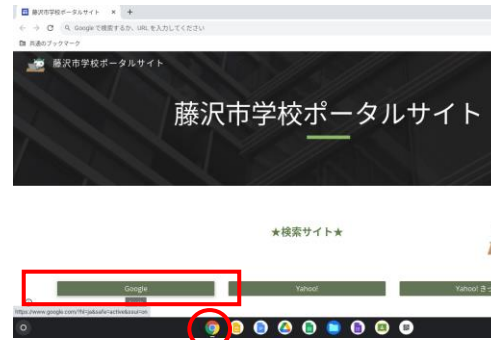 藤沢市学校ポータルサイト
Google で検索するか、URL を入力してください
共通のブックマーク
藤沢市学校ポータルサイト
藤沢市学校ポータルサイト
★検索サイト★
Google
Yahoo!
Yahoo! きっ
https://www.google.com/?hl=ja&safe=active&ssui=on